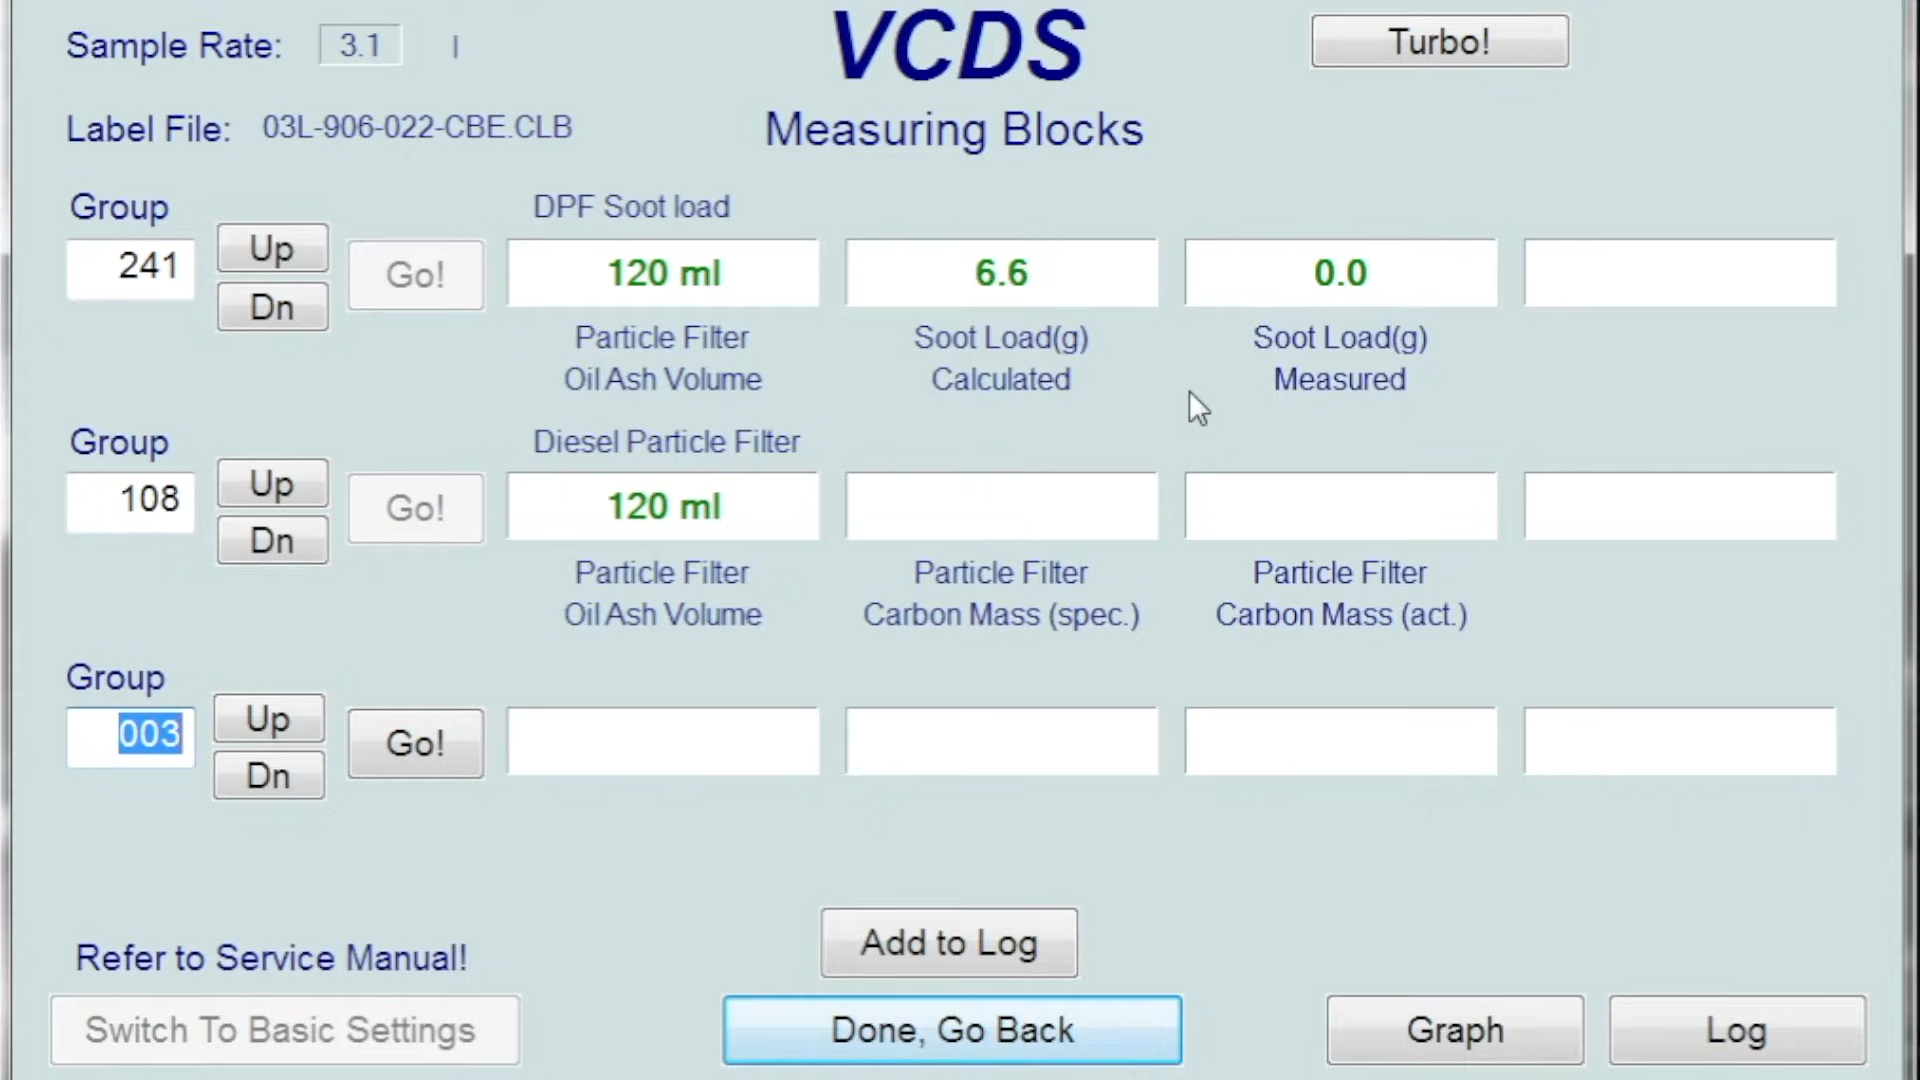 Sample Rate: 3.1
VCDS
Turbo!
Label File: 03L-906-022-CBE.CLB
Measuring Blocks
Group
DPF Soot load
241
Up
Dn
Go!
120 ml
6.6
0.0
Particle Filter
Oil Ash Volume
Soot Load(g)
Calculated
Soot Load(g)
Measured
Group
Diesel Particle Filter
108
Up
Dn
Go!
120 ml
Particle Filter
Oil Ash Volume
Particle Filter
Carbon Mass (spec.)
Particle Filter
Carbon Mass (act.)
Group
003
Up
Dn
Go!
Add to Log
Refer to Service Manual!
Switch To Basic Settings
Done, Go Back
Graph
Log